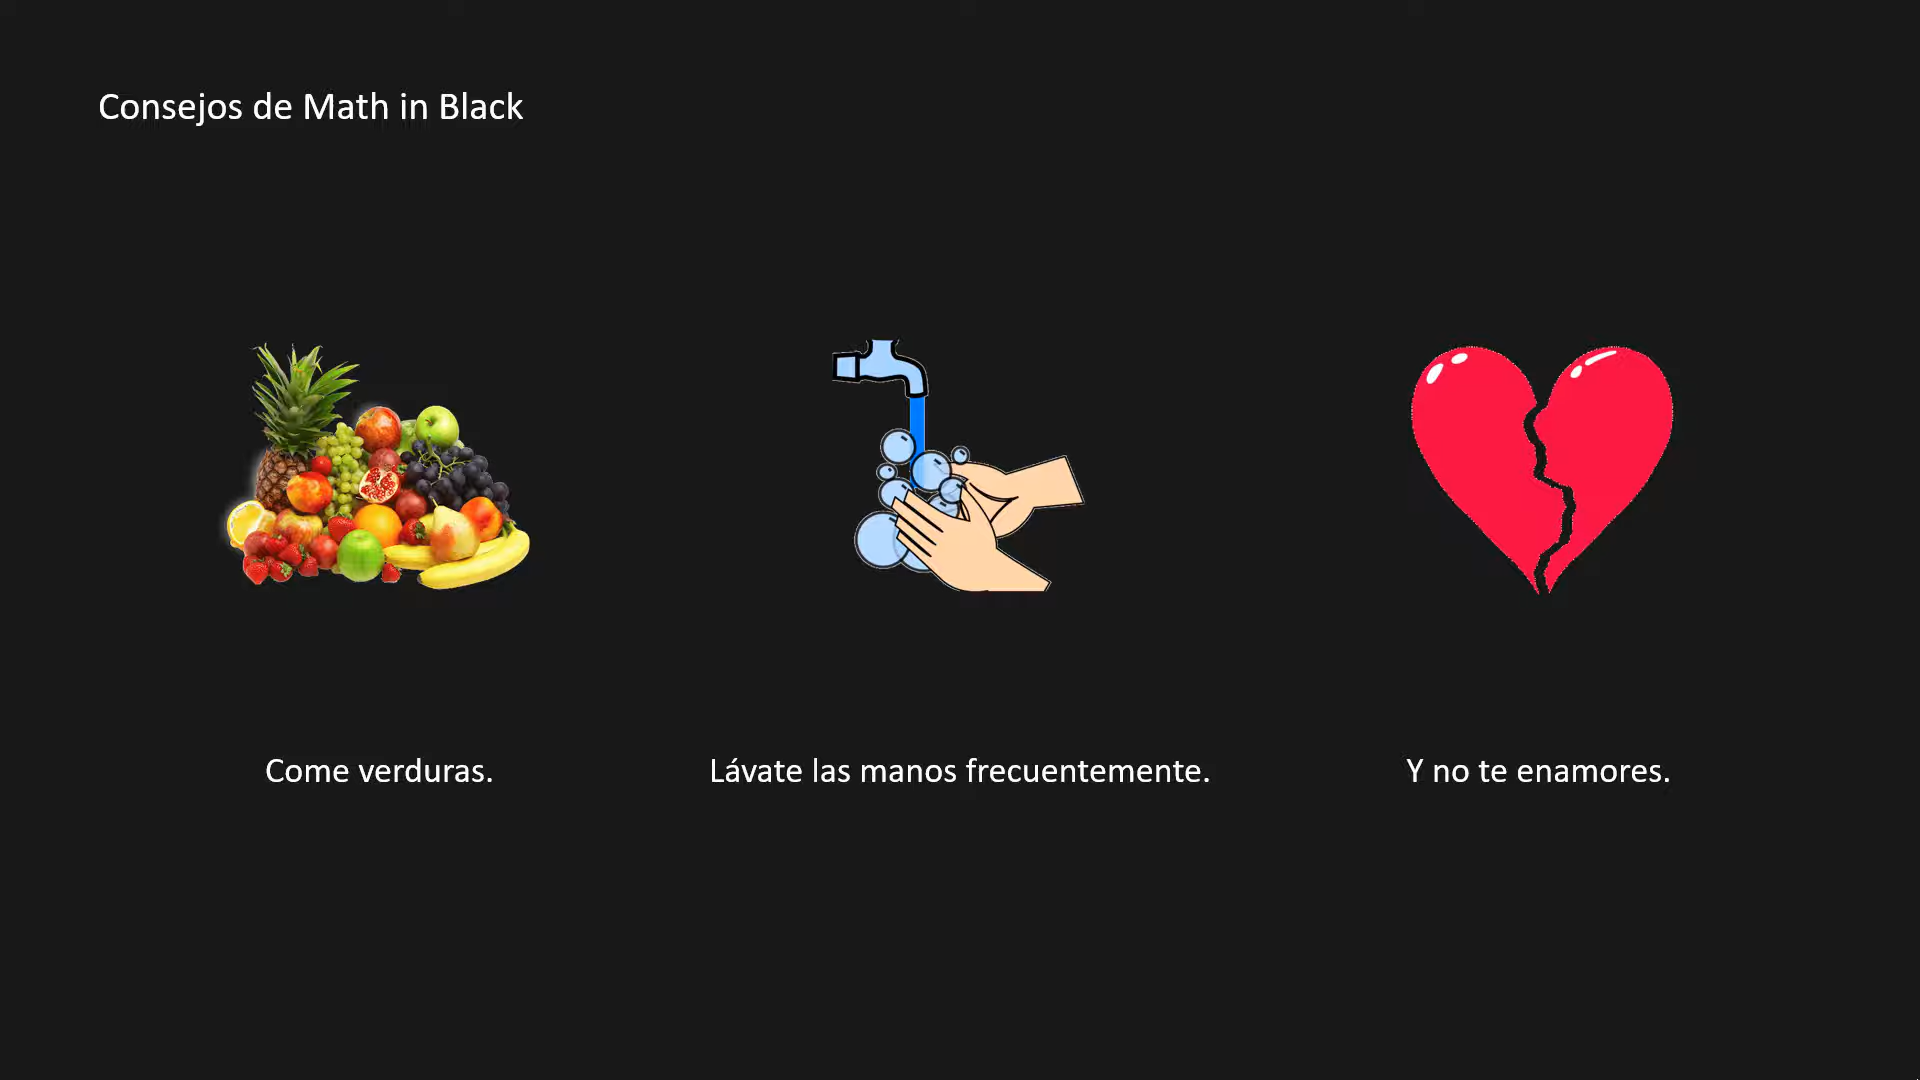 Consejos de Math in Black
Come verduras.
Lávate las manos frecuentemente.
Y no te enamores.